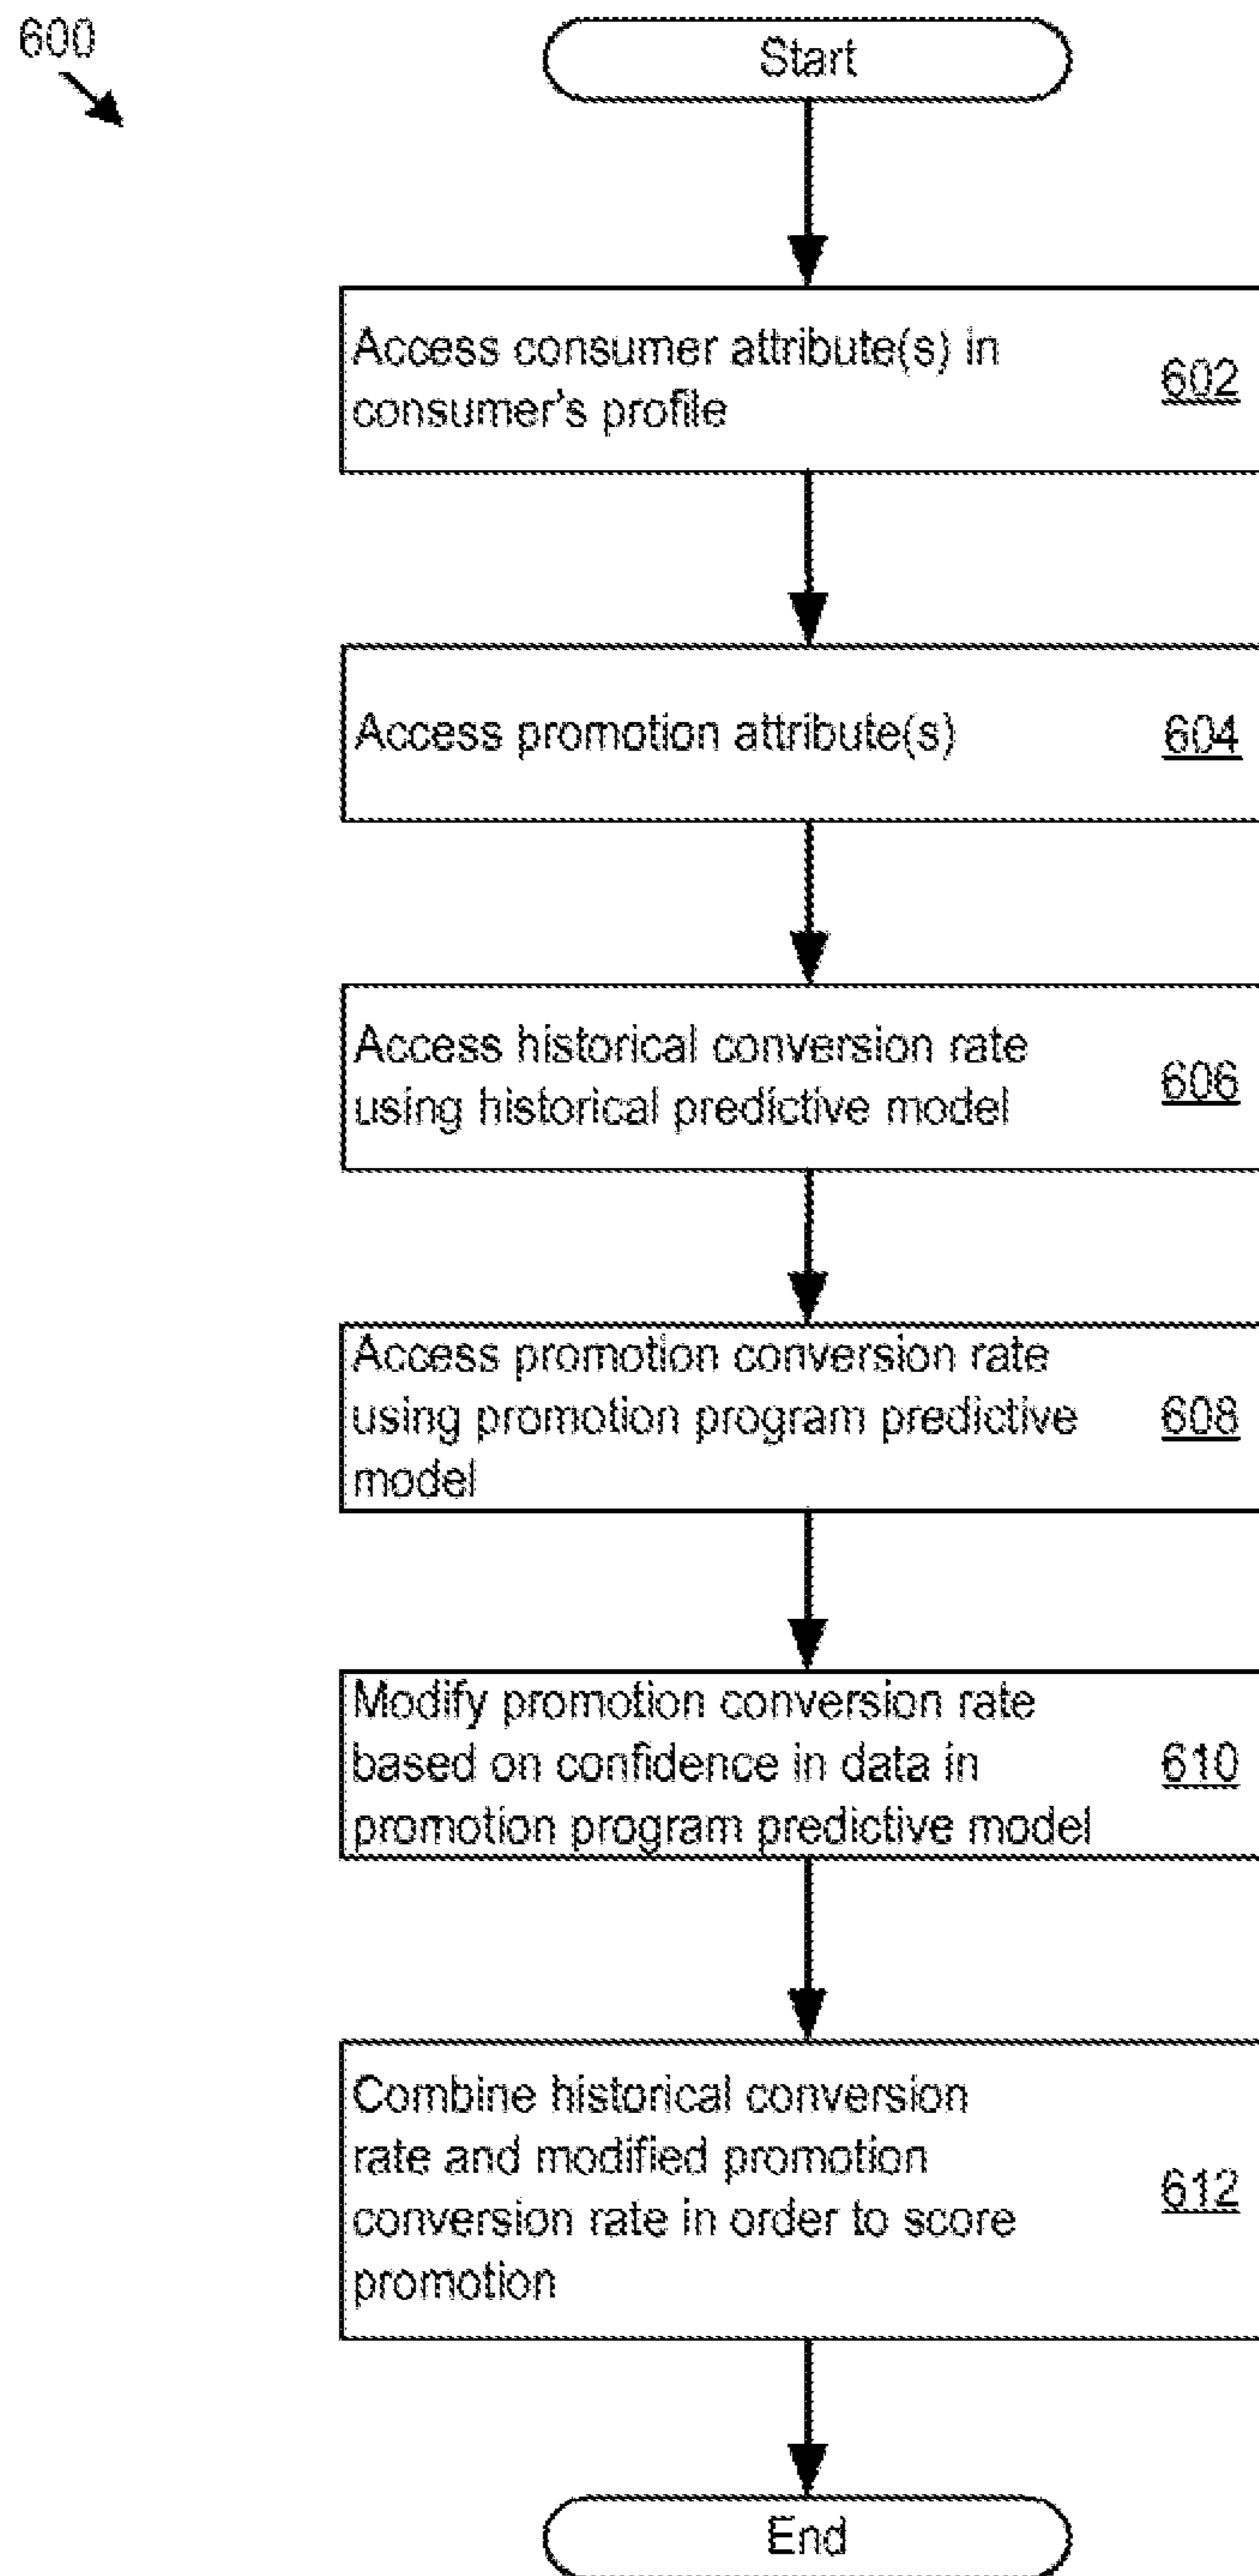 600
Start
Access consumer attribute(s) in
consumer's profile
602
Access promotion attribute(s)
604
Access historical conversion rate
using historical predictive model
606
Access promotion conversion rate
using promotion program predictive
model
608
Modify promotion conversion rate
based on confidence in data in
promotion program predictive model
610
Combine historical conversion
rate and modified promotion
conversion rate in order to score
promotion
612
End